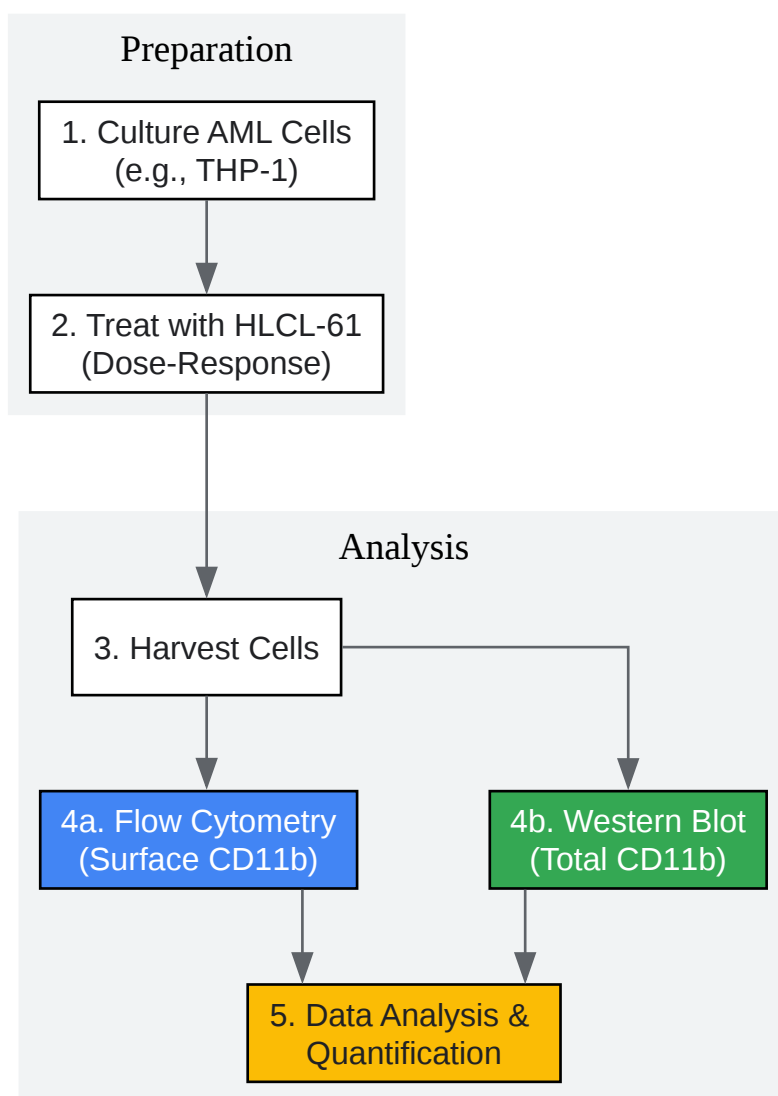 Preparation
1. Culture AML Cells
(e.g., THP-1)
2. Treat with HLCL-61
(Dose-Response)
Analysis
3. Harvest Cells
4a. Flow Cytometry
(Surface CD11b)
4b. Western Blot
(Total CD11b)
5. Data Analysis &
Quantification